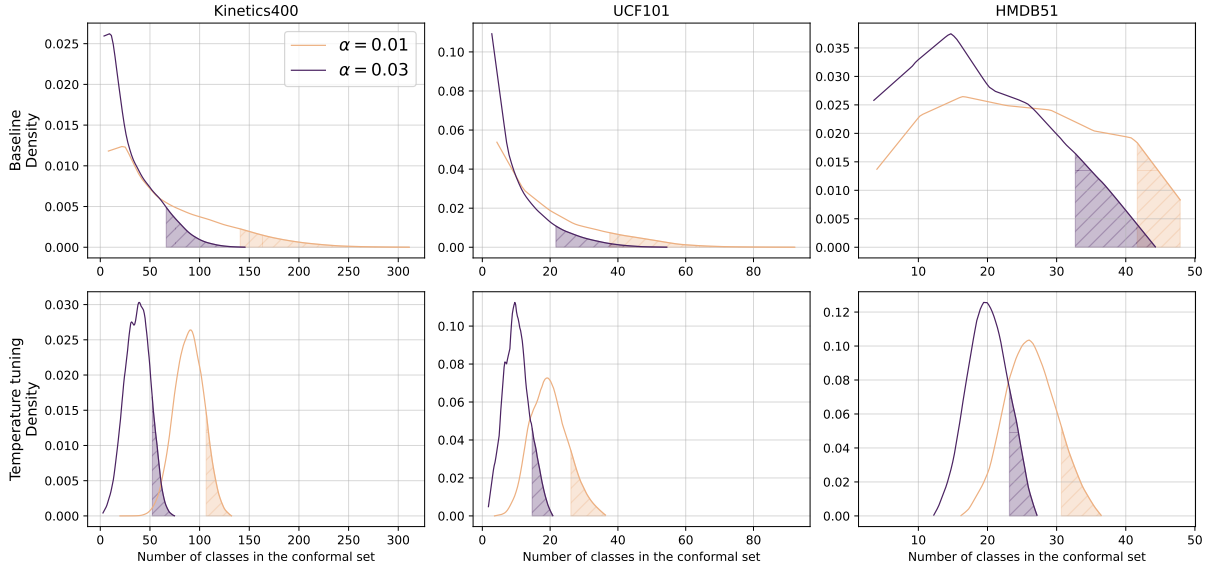 Kinetics400
UCF101
HMDB51
Baseline
Density
0.025
0.020
0.015
0.010
0.005
0.000
α = 0.01
α = 0.03
0 50 100 150 200 250 300
0.10
0.08
0.06
0.04
0.02
0.00
0 20 40 60 80
0.035
0.030
0.025
0.020
0.015
0.010
0.005
0.000
10 20 30 40 50
Temperature tuning
Density
0.030
0.025
0.020
0.015
0.010
0.005
0.000
0 50 100 150 200 250 300
Number of classes in the conformal set
0.10
0.08
0.06
0.04
0.02
0.00
0 20 40 60 80
Number of classes in the conformal set
0.12
0.10
0.08
0.06
0.04
0.02
0.00
10 20 30 40 50
Number of classes in the conformal set